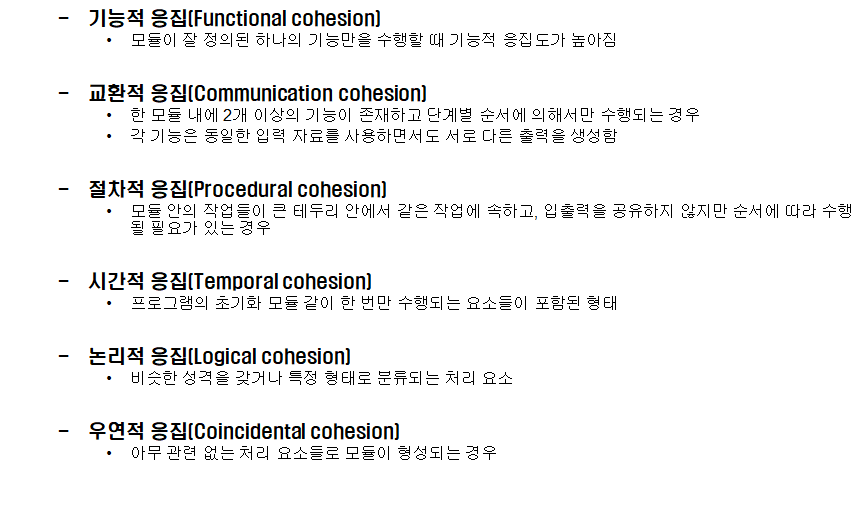 - 기능적 응집(Functional cohesion)
• 모듈이 잘 정의된 하나의 기능만을 수행할 때 기능적 응집도가 높아짐
- 교환적 응집(Communication cohesion)
• 한 모듈 내에 2개 이상의 기능이 존재하고 단계별 순서에 의해서만 수행되는 경우
• 각 기능은 동일한 입력 자료를 사용하면서도 서로 다른 출력을 생성함
- 절차적 응집(Procedural cohesion)
• 모듈 안의 작업들이 큰 테두리 안에서 같은 작업에 속하고, 입출력을 공유하지 않지만 순서에 따라 수행
될 필요가 있는 경우
- 시간적 응집(Temporal cohesion)
• 프로그램의 초기화 모듈 같이 한 번만 수행되는 요소들이 포함된 형태
- 논리적 응집(Logical cohesion)
• 비슷한 성격을 갖거나 특정 형태로 분류되는 처리 요소
- 우연적 응집(Coincidental cohesion)
• 아무 관련 없는 처리 요소들로 모듈이 형성되는 경우